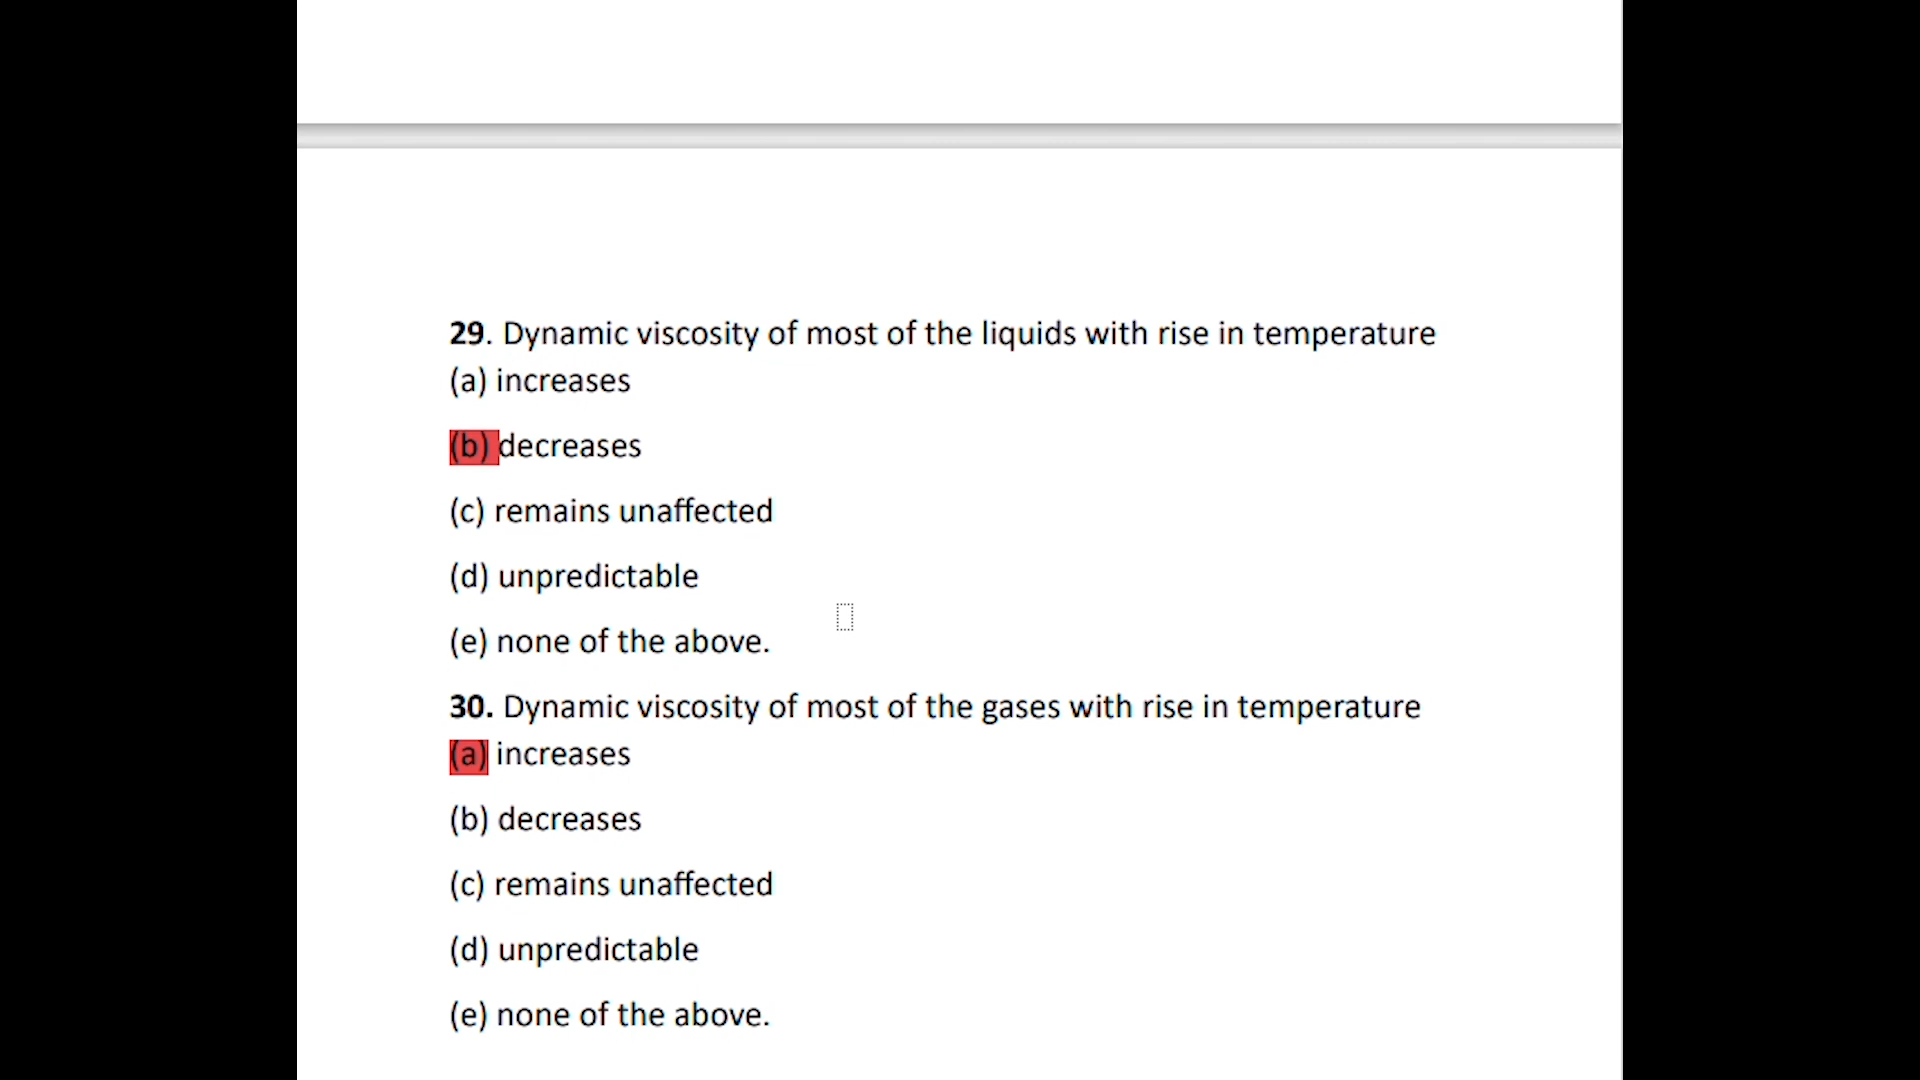 29. Dynamic viscosity of most of the liquids with rise in temperature
(a) increases
(b) decreases
(c) remains unaffected
(d) unpredictable
(e) none of the above.
30. Dynamic viscosity of most of the gases with rise in temperature
(a) increases
(b) decreases
(c) remains unaffected
(d) unpredictable
(e) none of the above.